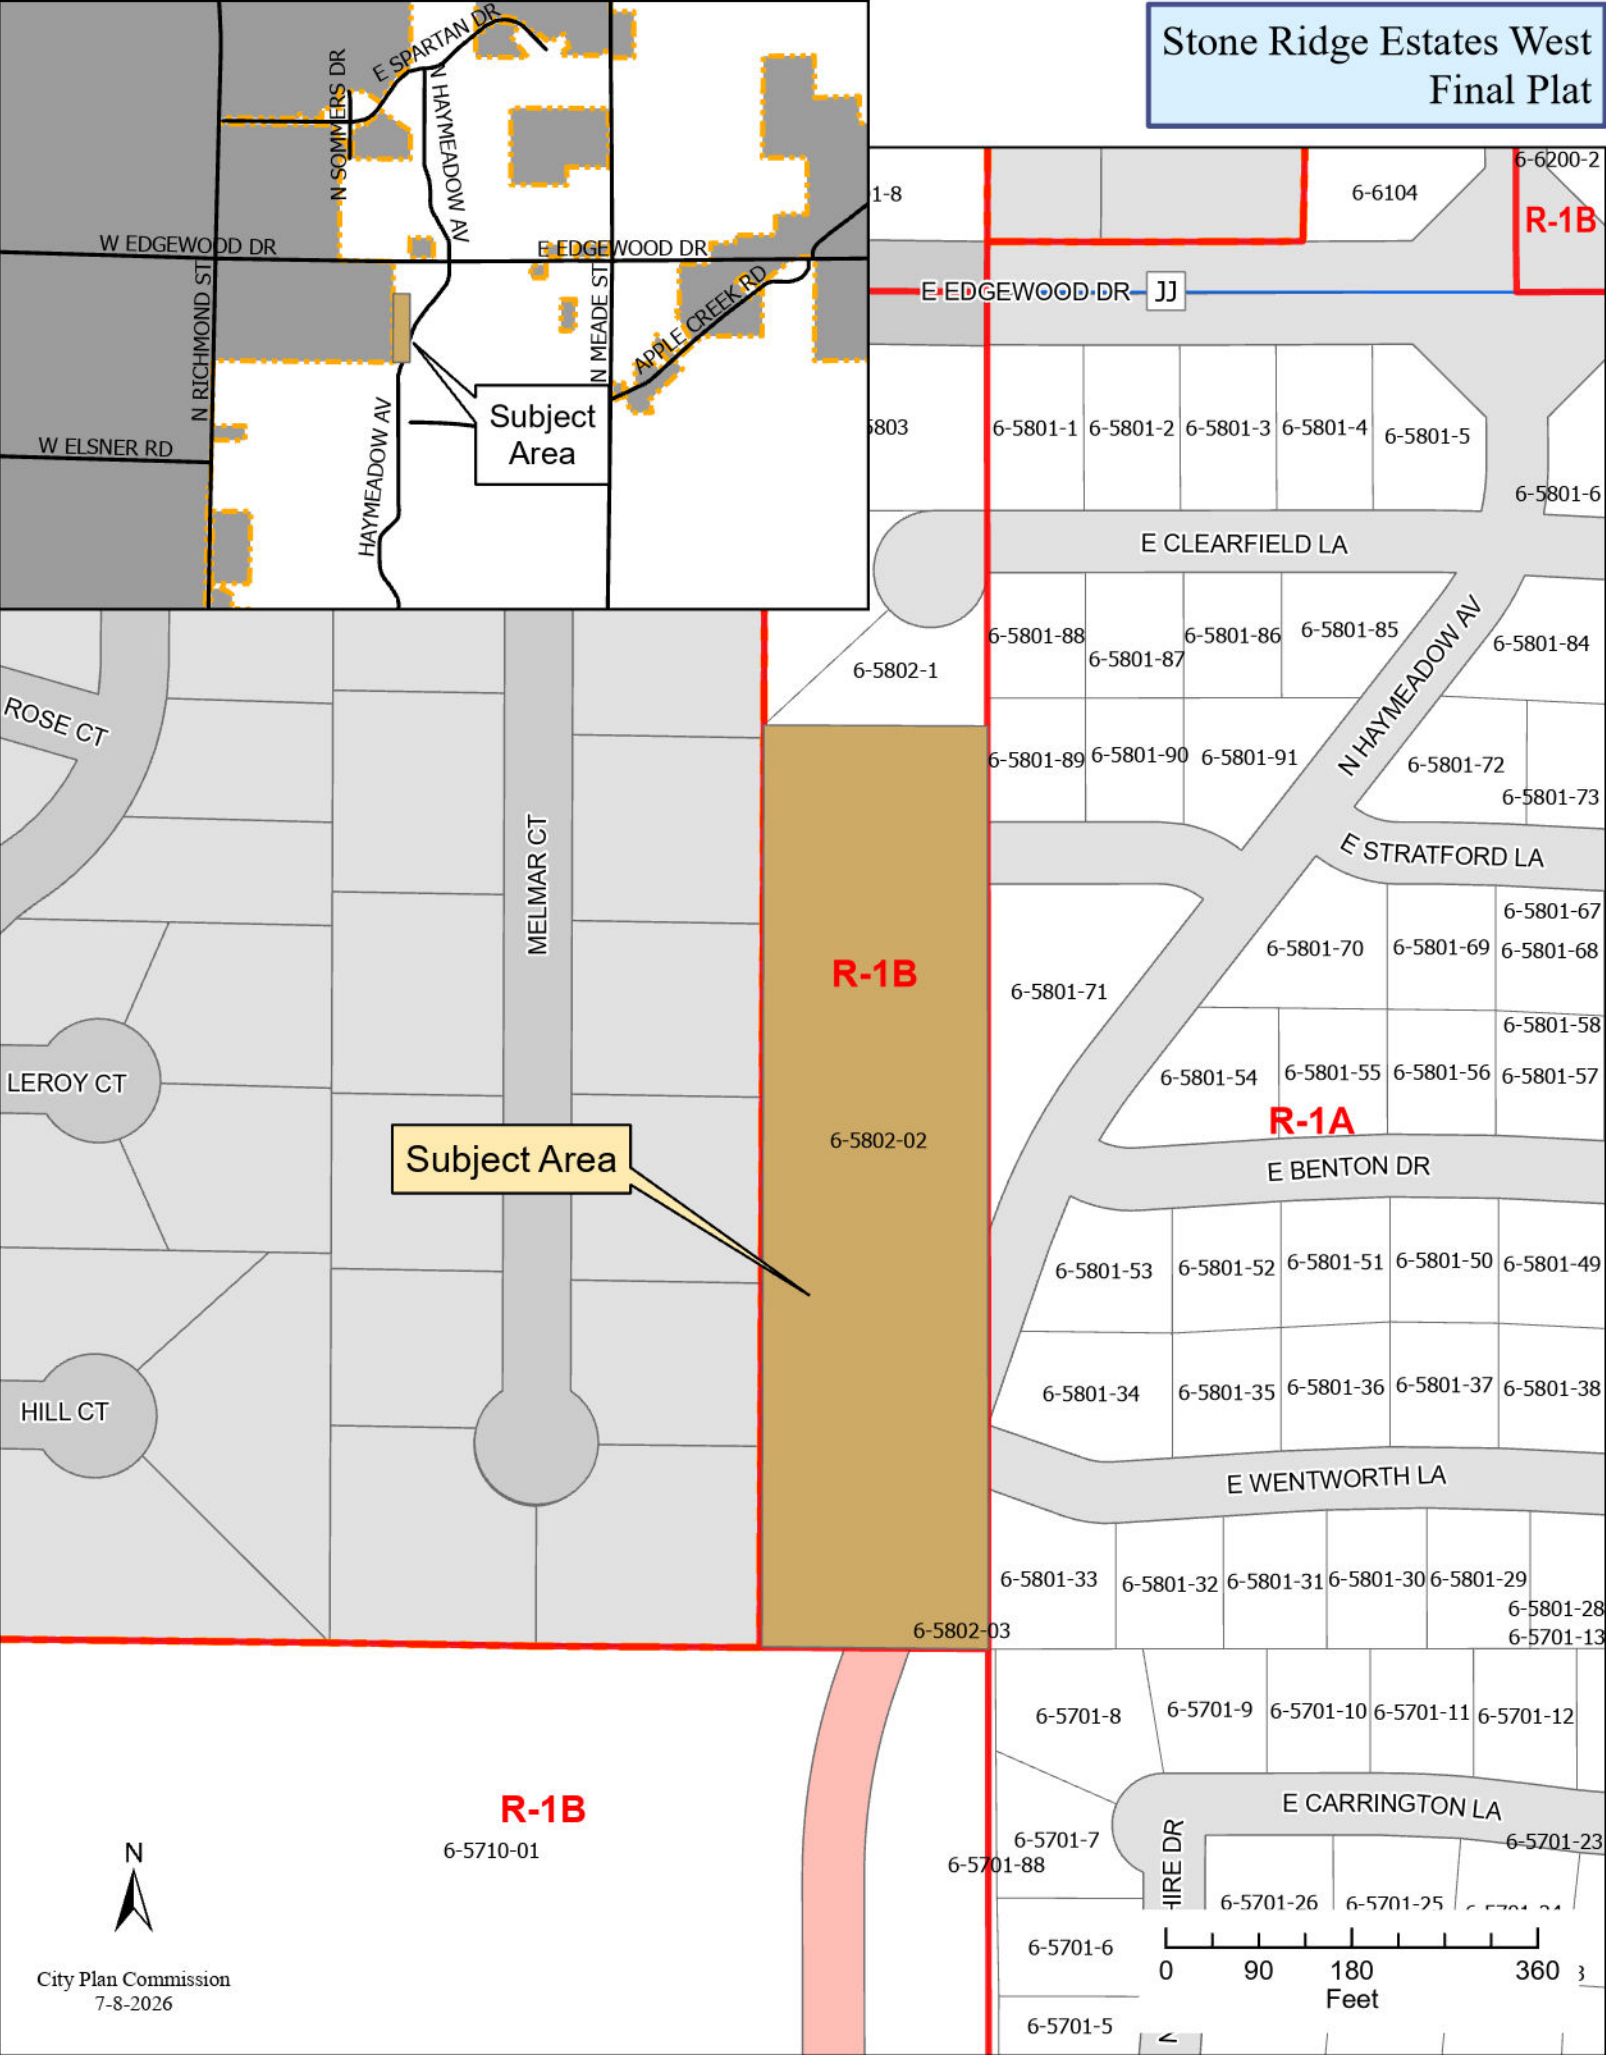 Stone Ridge Estates West
Final Plat
E SPARTAN DR
N SOMMERS DR
N HAYMEADOW AV
W EDGEWOOD DR
E EDGEWOOD DR
N RICHMOND ST
N MEADE ST
APPLE CREEK RD
Subject
Area
HAYMEADOW AV
W ELSNER RD
6-6200-2
6-6104
R-1B
1-8
E EDGEWOOD DR
JJ
5803
6-5801-1
6-5801-2
6-5801-3
6-5801-4
6-5801-5
6-5801-6
E CLEARFIELD LA
6-5801-88
6-5801-87
6-5801-86
6-5801-85
6-5801-84
6-5802-1
N HAYMEADOW AV
ROSE CT
6-5801-89
6-5801-90
6-5801-91
6-5801-72
6-5801-73
MELMAR CT
E STRATFORD LA
6-5801-67
6-5801-70
6-5801-69
6-5801-68
R-1B
6-5801-71
6-5801-58
6-5801-54
6-5801-55
6-5801-56
6-5801-57
LEROY CT
R-1A
6-5802-02
Subject Area
E BENTON DR
6-5801-53
6-5801-52
6-5801-51
6-5801-50
6-5801-49
6-5801-34
6-5801-35
6-5801-36
6-5801-37
6-5801-38
HILL CT
E WENTWORTH LA
6-5801-33
6-5801-32
6-5801-31
6-5801-30
6-5801-29
6-5801-28
6-5802-03
6-5701-13
6-5701-8
6-5701-9
6-5701-10
6-5701-11
6-5701-12
R-1B
6-5710-01
E CARRINGTON LA
6-5701-7
6-5701-23
6-5701-88
HIRE DR
6-5701-26
6-5701-25
6-5701-6
6-5701-5
N
0
90
180
360
Feet
N
City Plan Commission
7-8-2026